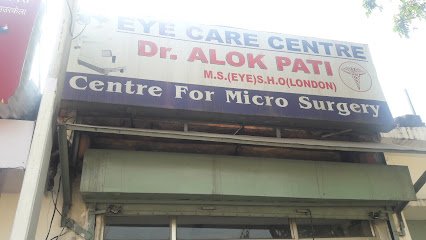 EYE CARE CENTRE
Dr. ALOK PATI
M.S.(EYE)S.H.O(LONDON)
Centre For Micro Surgery